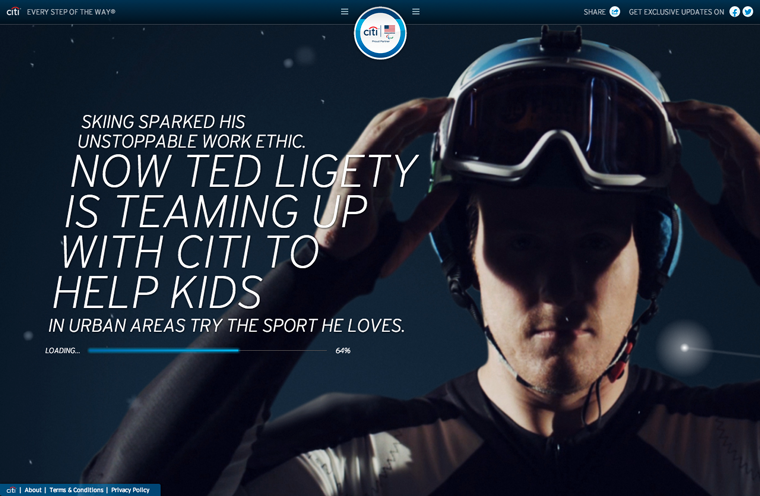 citi EVERY STEP OF THE WAY®
citi
Proud Partner
SHARE GET EXCLUSIVE UPDATES ON
SKIING SPARKED HIS
UNSTOPPABLE WORK ETHIC.
NOW TED LIGETY
IS TEAMING UP
WITH CITI TO
HELP KIDS
IN URBAN AREAS TRY THE SPORT HE LOVES.
LOADING... 64%
citi | About | Terms & Conditions | Privacy Policy